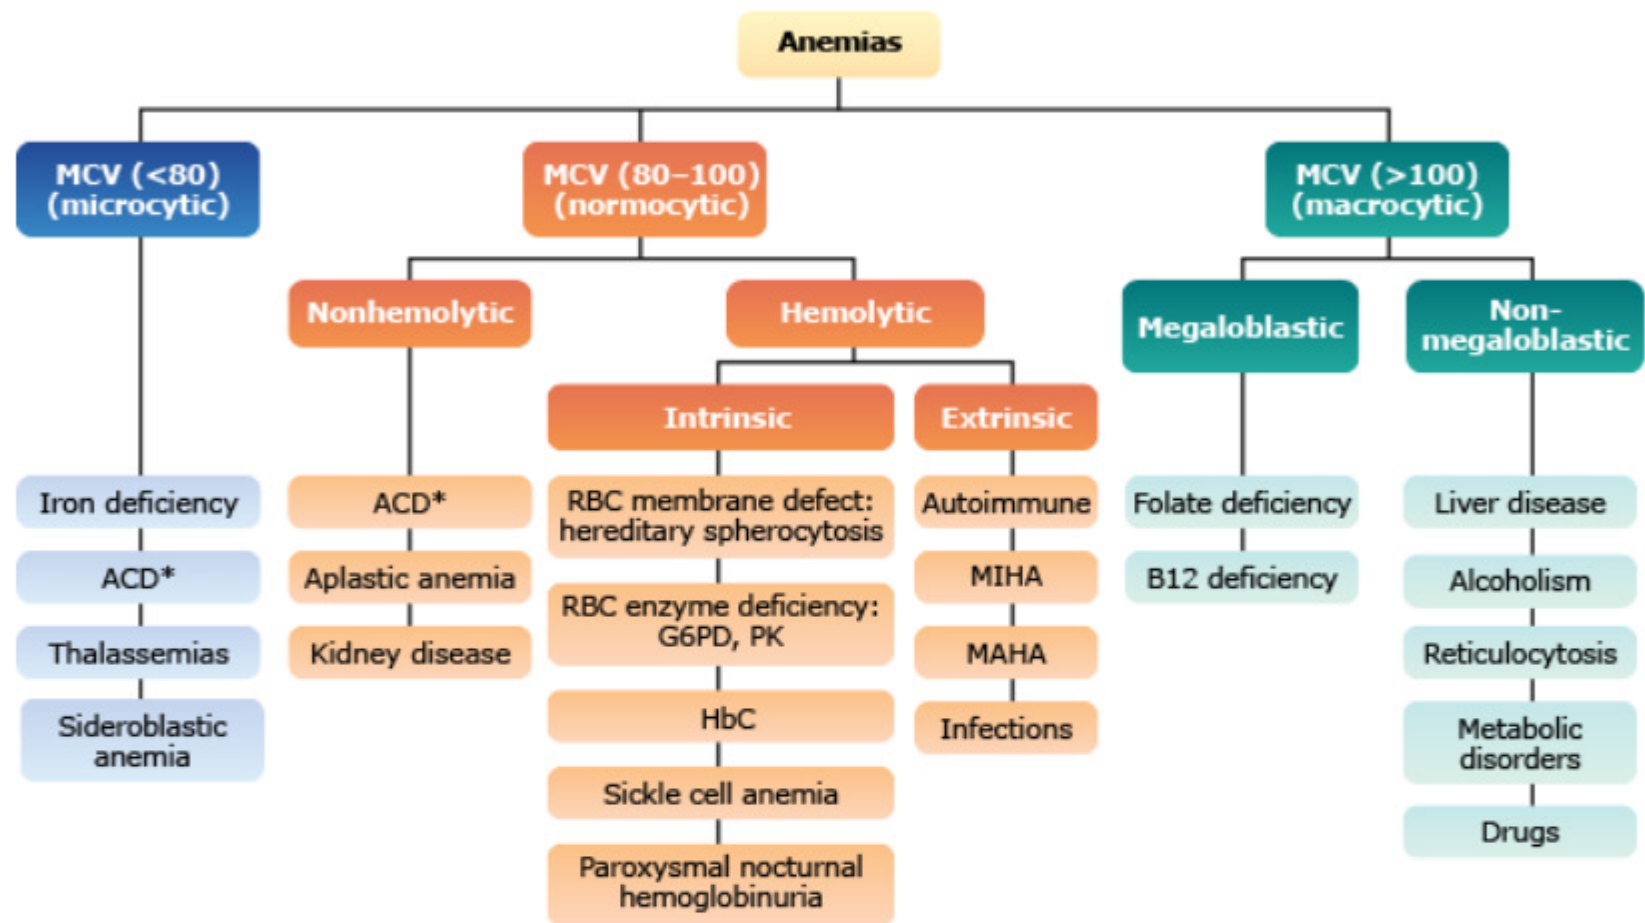 Anemias
MCV (<80)
(microcytic)
MCV (80–100)
(normocytic)
MCV (>100)
(macrocytic)
Nonhemolytic
Hemolytic
Megaloblastic
Non-
megaloblastic
Intrinsic
Extrinsic
Iron deficiency
ACD*
Thalassemias
Sideroblastic
anemia
ACD*
Aplastic anemia
Kidney disease
RBC membrane defect:
hereditary spherocytosis
RBC enzyme deficiency:
G6PD, PK
HbC
Sickle cell anemia
Paroxysmal nocturnal
hemoglobinuria
Autoimmune
MIHA
MAHA
Infections
Folate deficiency
B12 deficiency
Liver disease
Alcoholism
Reticulocytosis
Metabolic
disorders
Drugs